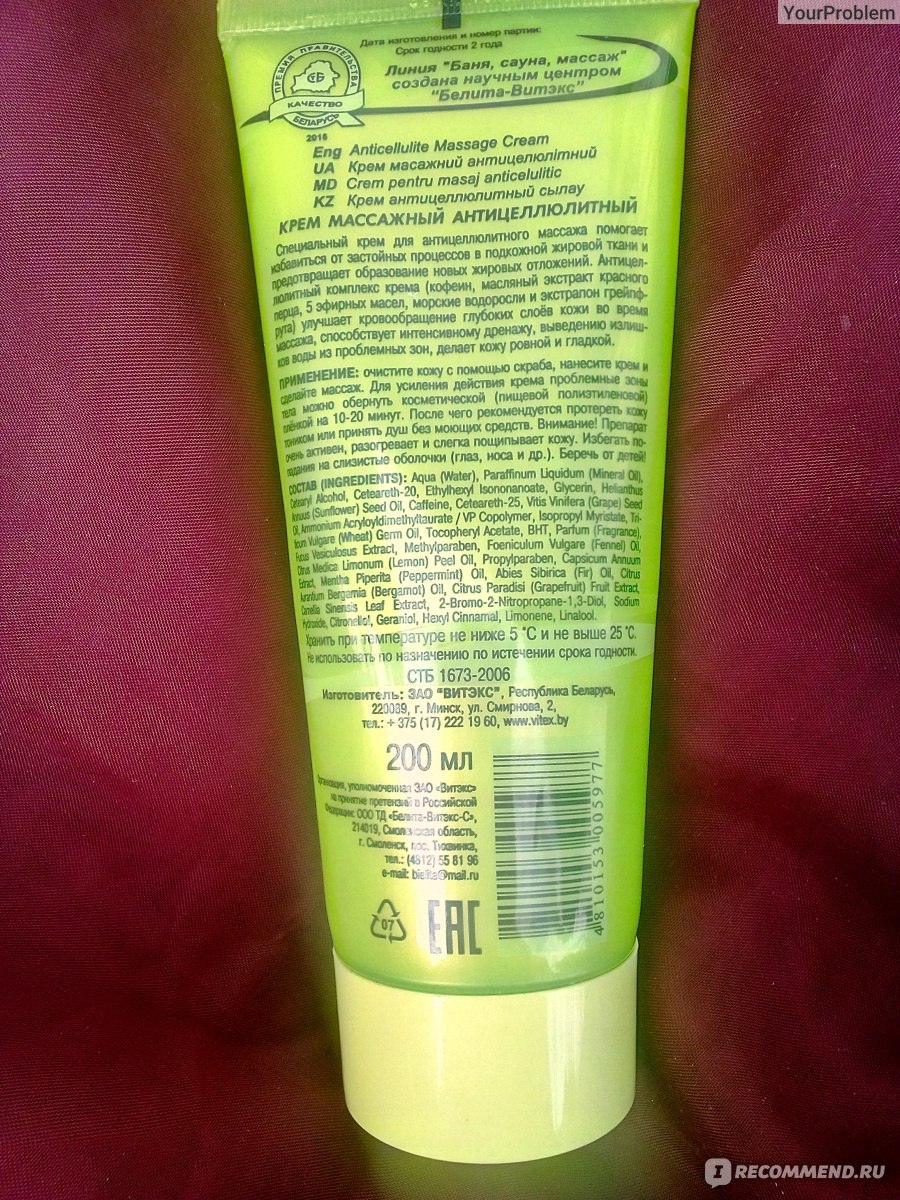 YourProblem
Дата изготовления и номер партии:
Срок годности 2 года
Линия "Баня, сауна, массаж"
создана научным центром
"Белита-Витэкс"
ПРЕМИЯ ПРАВИТЕЛЬСТВА
СТБ
КАЧЕСТВО
БЕЛАРУСЬ
2016
Eng Anticellulite Massage Cream
UA Крем масажний антицелюлітний
MD Crem pentru masaj anticelulitic
KZ Крем антицеллюлитный сылау
КРЕМ МАССАЖНЫЙ АНТИЦЕЛЛЮЛИТНЫЙ
Специальный крем для антицеллюлитного массажа помогает
избавиться от застойных процессов в подкожной жировой ткани и
предотвращает образование новых жировых отложений. Антицел-
люлитный комплекс крема (кофеин, масляный экстракт красного
перца, 5 эфирных масел, морские водоросли и экстрапон грейпф-
рута) улучшает кровообращение глубоких слоёв кожи во время
массажа, способствует интенсивному дренажу, выведению излиш-
ков воды из проблемных зон, делает кожу ровной и гладкой.
ПРИМЕНЕНИЕ: очистите кожу с помощью скраба, нанесите крем и
сделайте массаж. Для усиления действия крема проблемные зоны
тела можно обернуть косметической (пищевой полиэтиленовой)
плёнкой на 10-20 минут. После чего рекомендуется протереть кожу
тоником или принять душ без моющих средств. Внимание! Препарат
очень активен, разогревает и слегка пощипывает кожу. Избегать по-
падания на слизистые оболочки (глаз, носа и др.). Беречь от детей!
СОСТАВ (INGREDIENTS): Aqua (Water), Paraffinum Liquidum (Mineral Oil),
Cetearyl Alcohol, Ceteareth-20, Ethylhexyl Isononanoate, Glycerin, Helianthus
Annuus (Sunflower) Seed Oil, Caffeine, Ceteareth-25, Vitis Vinifera (Grape) Seed
Oil, Ammonium Acryloyldimethyltaurate / VP Copolymer, Isopropyl Myristate, Tri-
ticum Vulgare (Wheat) Germ Oil, Tocopheryl Acetate, BHT, Parfum (Fragrance),
Fucus Vesiculosus Extract, Methylparaben, Foeniculum Vulgare (Fennel) Oil,
Citrus Medica Limonum (Lemon) Peel Oil, Propylparaben, Capsicum Annuum
Extract, Mentha Piperita (Peppermint) Oil, Abies Sibirica (Fir) Oil, Citrus
Aurantium Bergamia (Bergamot) Oil, Citrus Paradisi (Grapefruit) Fruit Extract,
Camellia Sinensis Leaf Extract, 2-Bromo-2-Nitropropane-1,3-Diol, Sodium
Hydroxide, Citronellol, Geraniol, Hexyl Cinnamal, Limonene, Linalool.
Хранить при температуре не ниже 5 °С и не выше 25 °С.
Не использовать по назначению по истечении срока годности.
СТБ 1673-2006
Изготовитель: ЗАО "ВИТЭКС", Республика Беларусь,
220089, г. Минск, ул. Смирнова, 2,
тел.: + 375 (17) 222 19 60, www.vitex.by
200 мл
Организация, уполномоченная ЗАО «Витэкс»
на принятие претензий в Российской
Федерации: ООО ТД «Белита-Витэкс-С»,
214019, Смоленская область,
г. Смоленск, пос. Тихвинка,
тел.: (4812) 55 81 96
e-mail: bielita@mail.ru
07
EAC
4810153005977
IRECOMMEND.RU